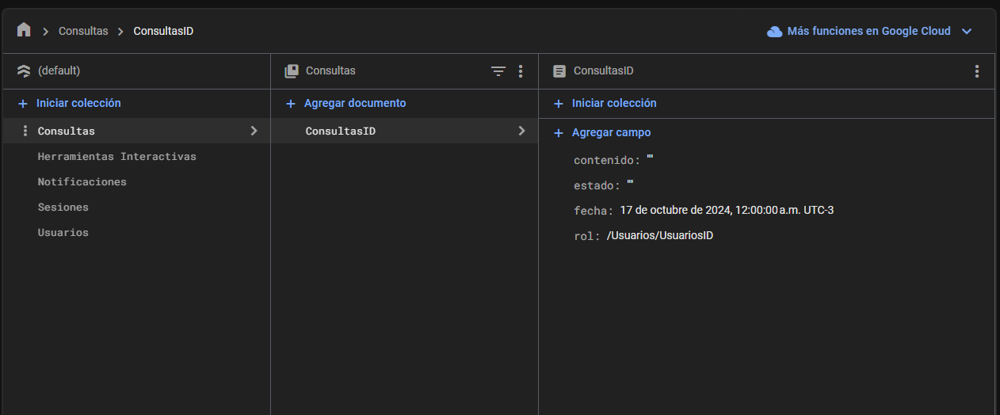 Consultas ConsultasID Más funciones en Google Cloud
(default) Consultas ConsultasID
+ Iniciar colección + Agregar documento + Iniciar colección
Consultas ConsultasID + Agregar campo
Herramientas Interactivas contenido: ""
Notificaciones estado: ""
Sesiones fecha: 17 de octubre de 2024, 12:00:00 a.m. UTC-3
Usuarios rol: /Usuarios/UsuariosID